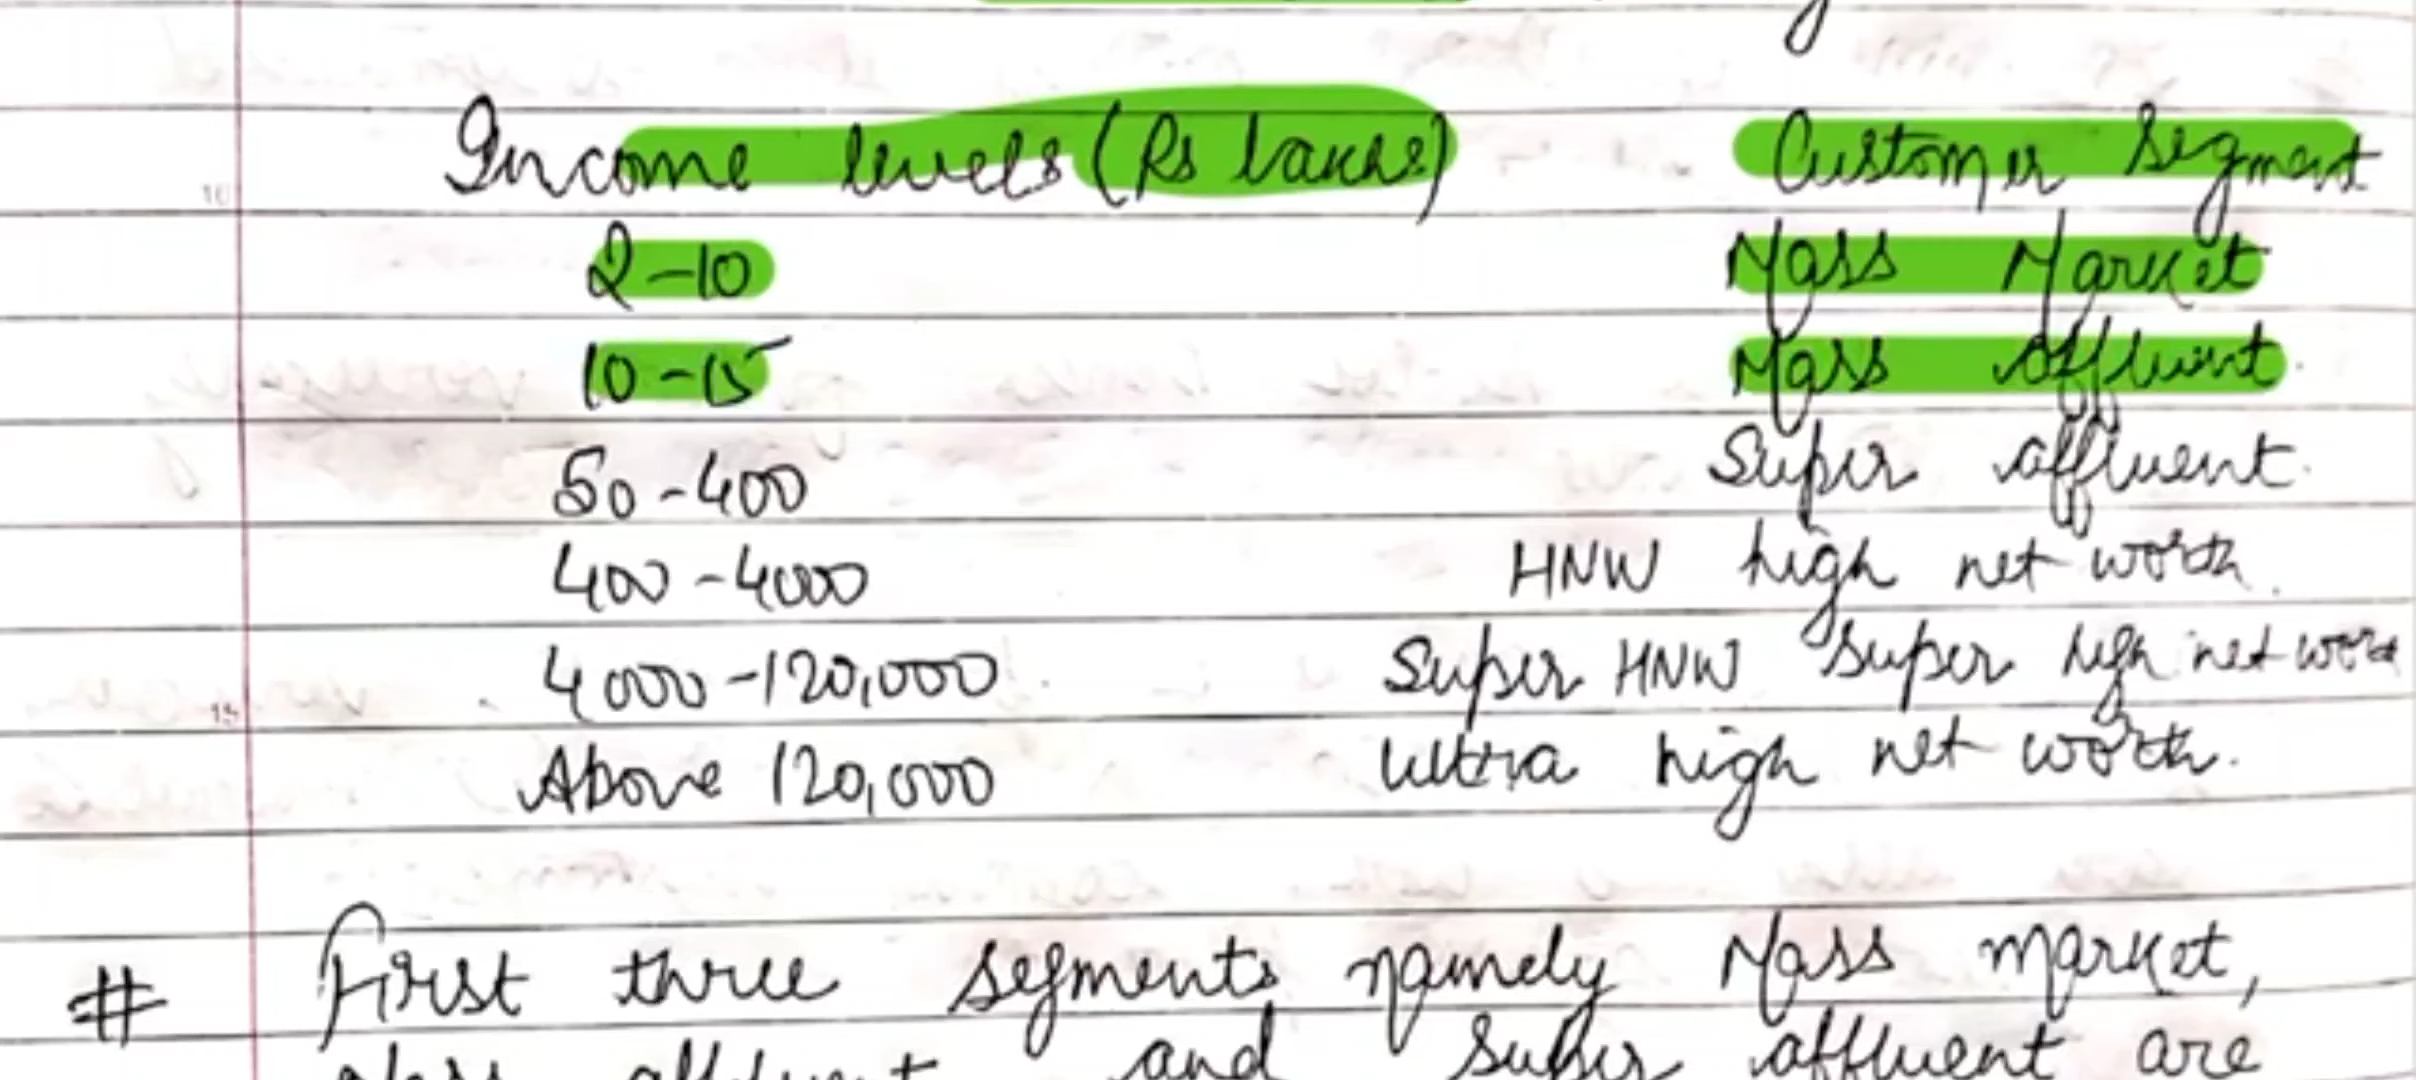 Income levels (Rs lakhs) Customer Segment
2-10 Mass Market
10-15 Mass affluent.
50-400 Super affluent.
400-4000 HNW high net worth.
4000-120,000 Super HNW super high net worth
Above 120,000 Ultra high net worth.
# First three segments namely Mass market,
Mass affluent and Super affluent are